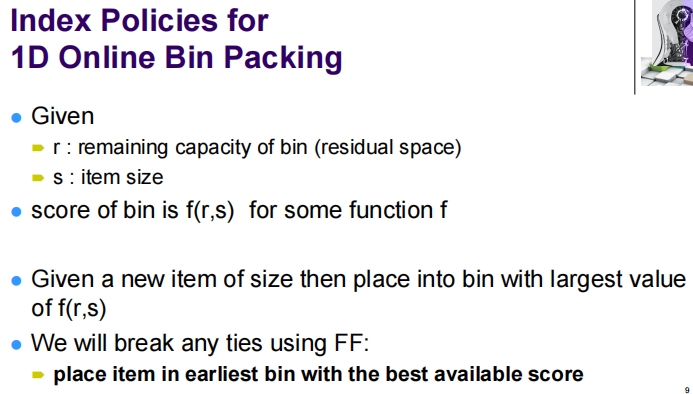 Index Policies for
1D Online Bin Packing
Given
r : remaining capacity of bin (residual space)
s : item size
score of bin is f(r,s) for some function f
Given a new item of size then place into bin with largest value
of f(r,s)
We will break any ties using FF:
place item in earliest bin with the best available score
9